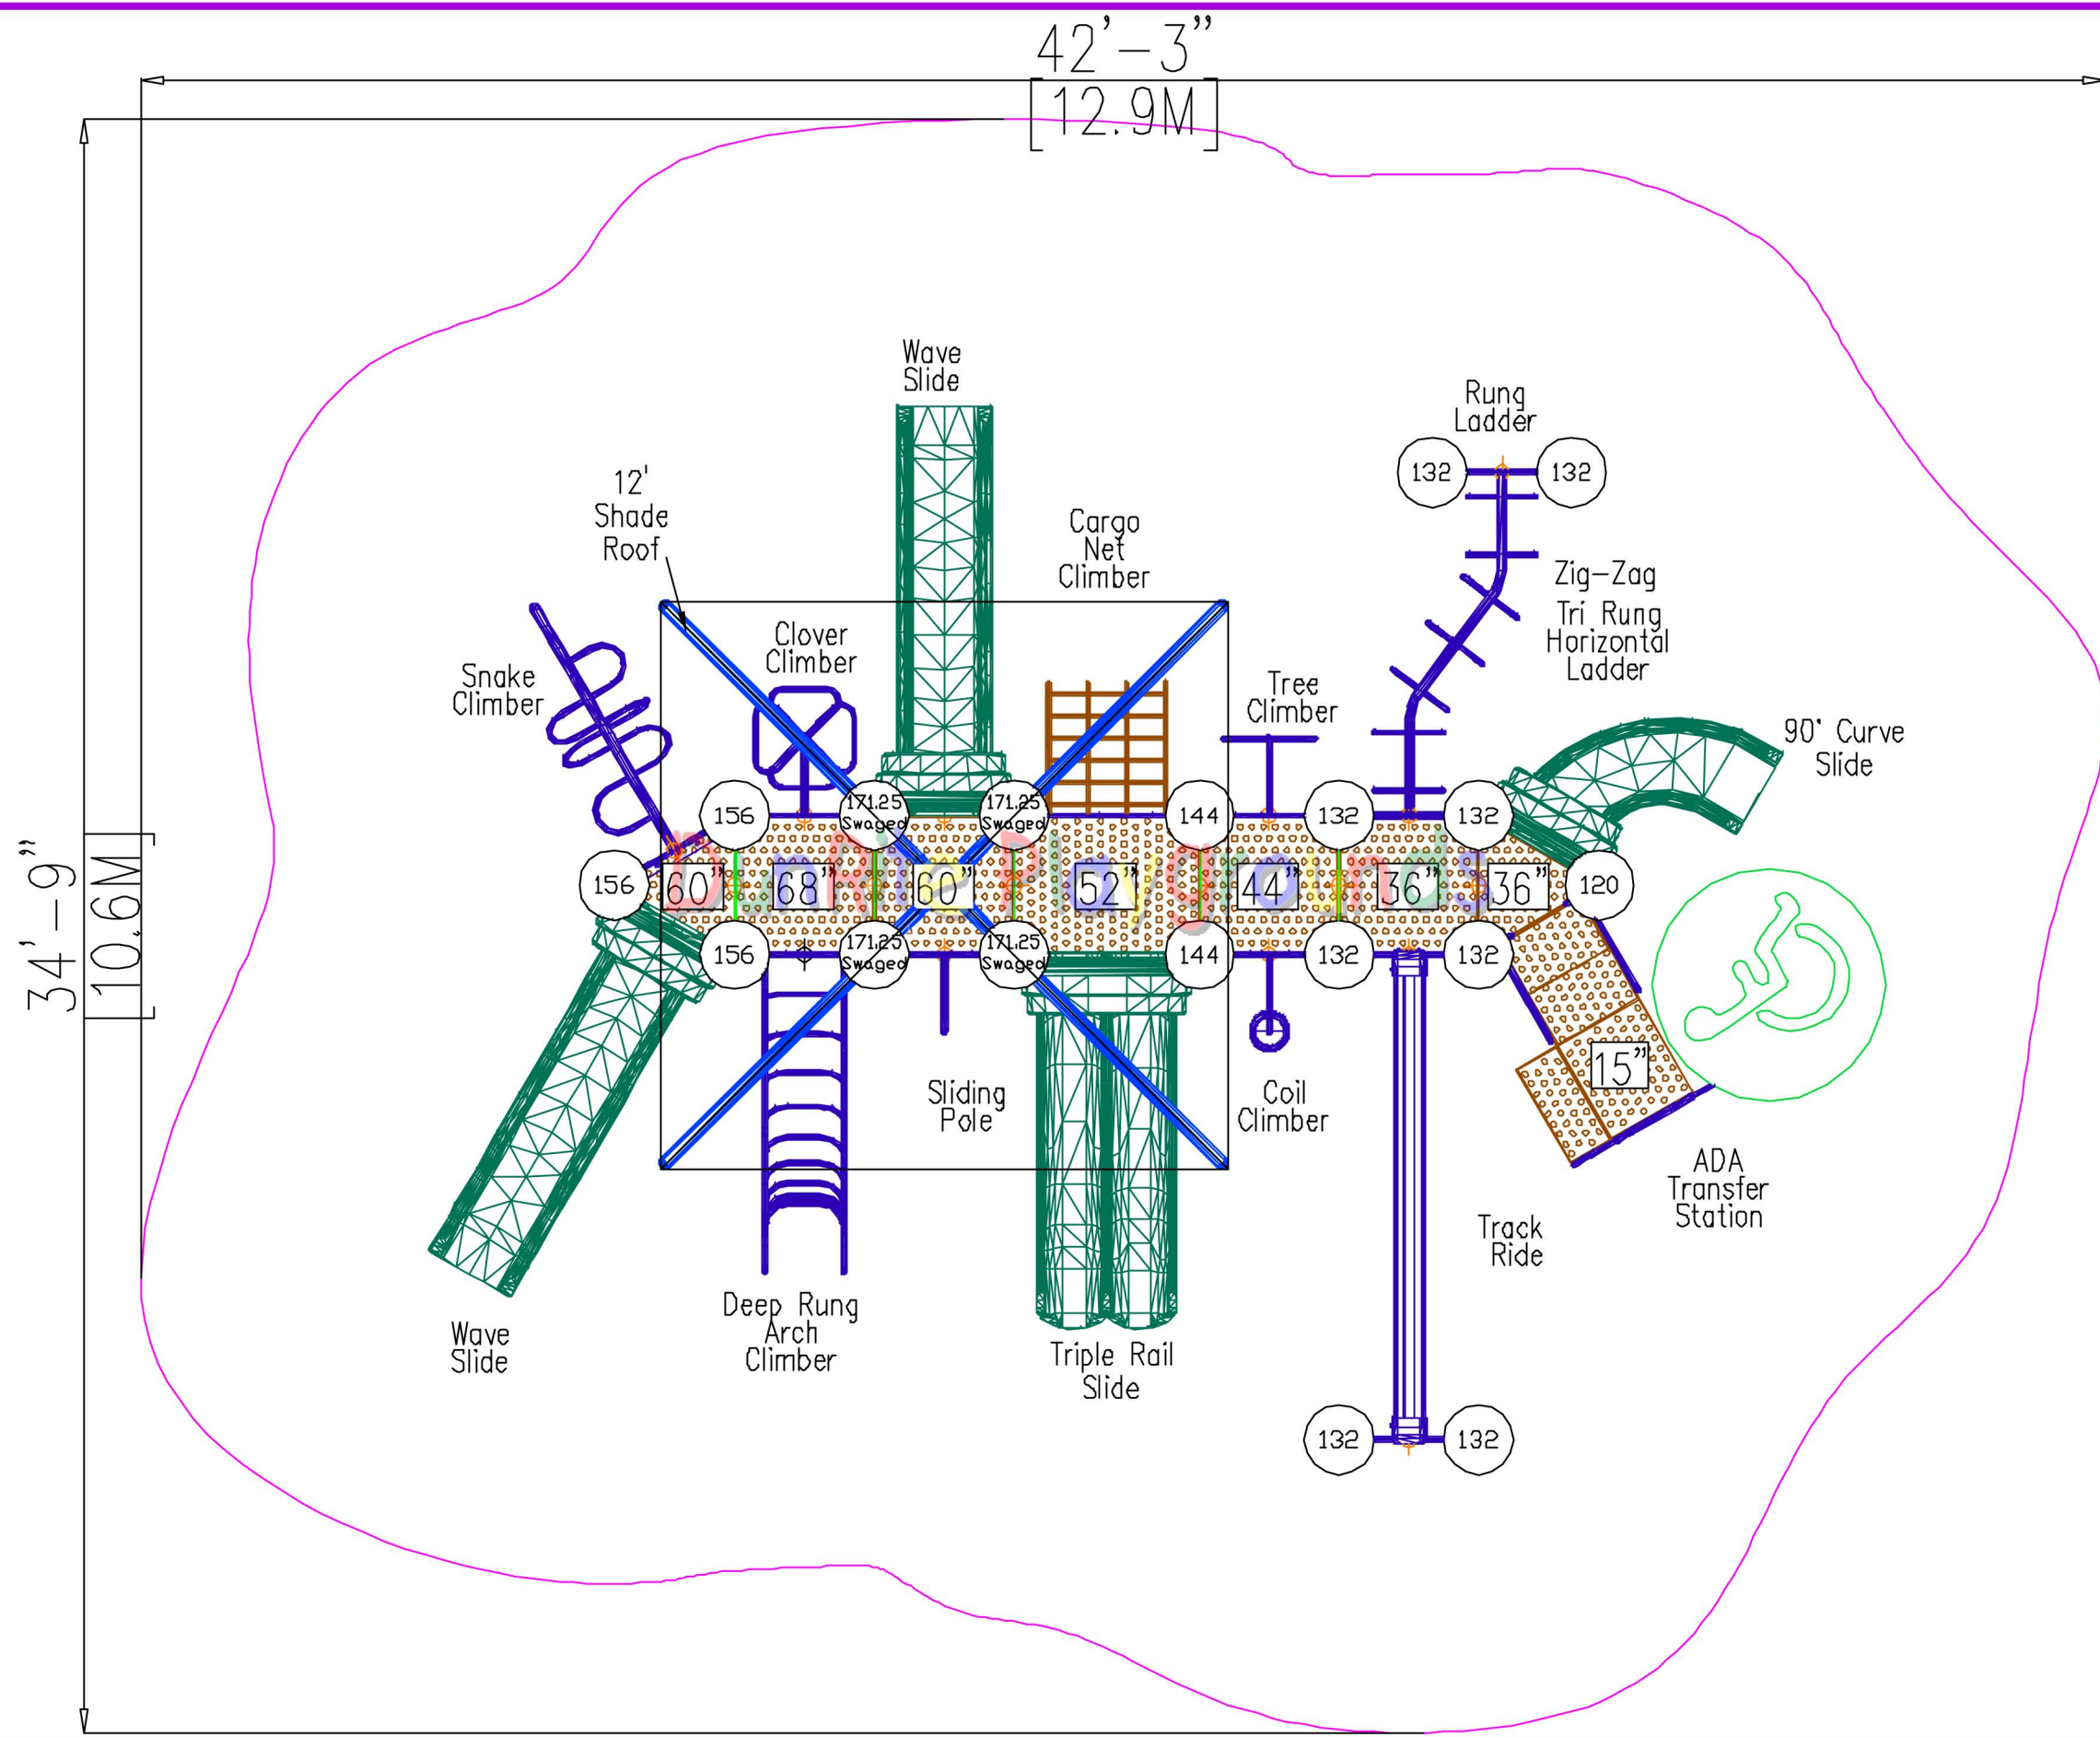 42'-3"
[12.9M]
34'-9"
[10.6M]
Wave
Slide
Rung
Ladder
132
132
12'
Shade
Roof
Cargo
Net
Climber
Zig-Zag
Tri Rung
Horizontal
Ladder
Clover
Climber
Snake
Climber
Tree
Climber
90° Curve
Slide
156
171.25
Swaged
171.25
Swaged
144
132
132
156
60"
68"
60"
52"
44"
36"
36"
120
DunRite Playgrounds
156
171.25
Swaged
171.25
Swaged
144
132
132
15"
Sliding
Pole
Coil
Climber
ADA
Transfer
Station
Track
Ride
Deep Rung
Arch
Climber
Wave
Slide
Triple Rail
Slide
132
132